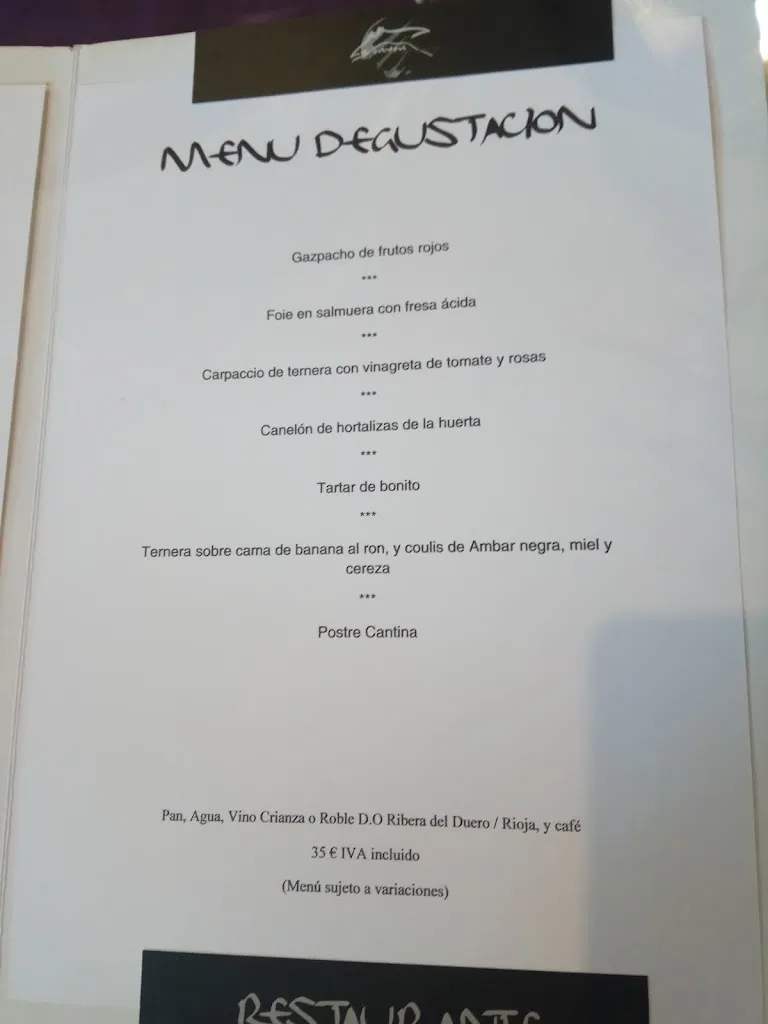 MENU DEGUSTACION
Gazpacho de frutos rojos
***
Foie en salmuera con fresa ácida
***
Carpaccio de ternera con vinagreta de tomate y rosas
***
Canelón de hortalizas de la huerta
***
Tartar de bonito
***
Ternera sobre cama de banana al ron, y coulis de Ambar negra, miel y
cereza
***
Postre Cantina
Pan, Agua, Vino Crianza o Roble D.O Ribera del Duero / Rioja, y café
35 € IVA incluido
(Menú sujeto a variaciones)